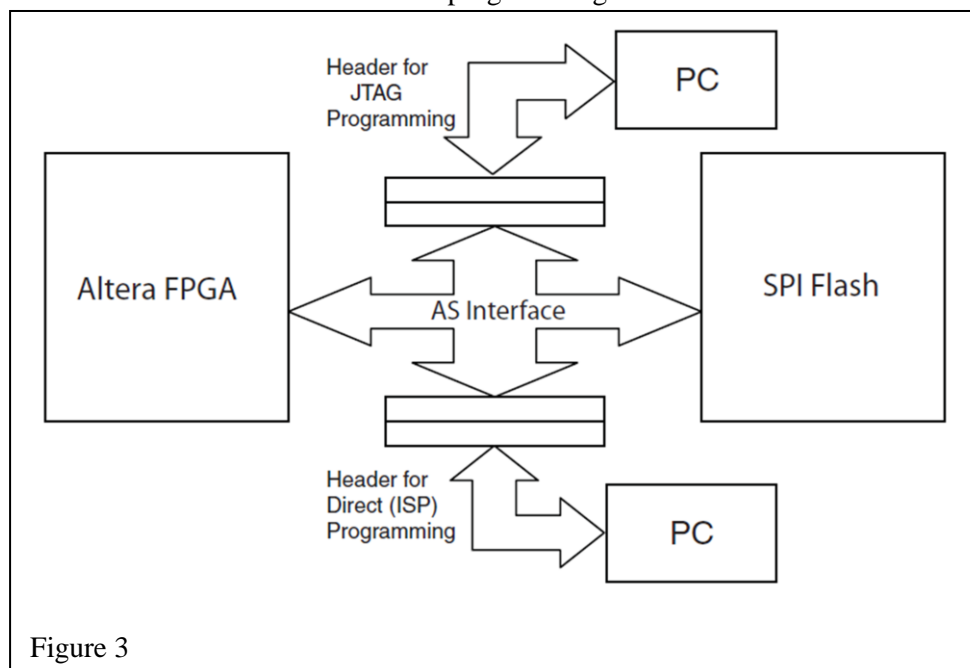 programming
Header for
JTAG
Programming
PC
Altera FPGA
AS Interface
SPI Flash
Header for
Direct (ISP)
Programming
PC
Figure 3